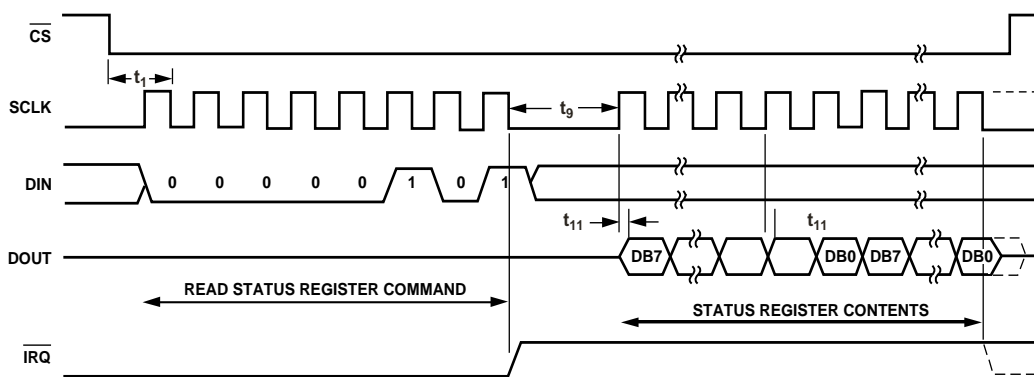 CS
t1
SCLK
t9
DIN 0 0 0 0 0 1 0 1
t11 t11
DOUT DB7 DB0 DB7 DB0
READ STATUS REGISTER COMMAND
STATUS REGISTER CONTENTS
IRQ